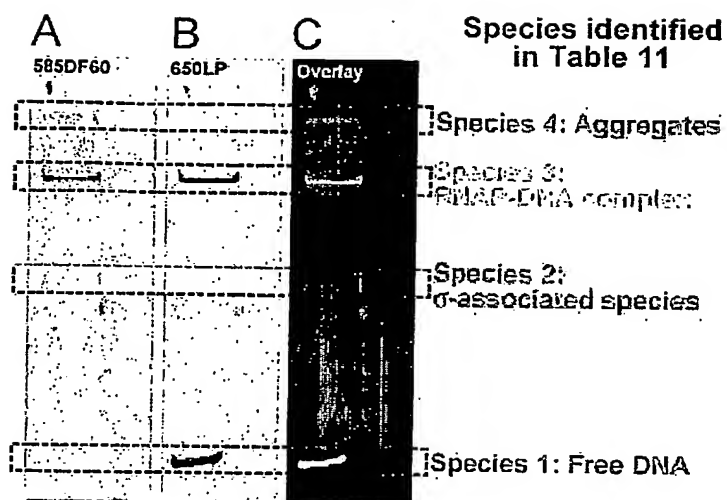 A B C
Species identified
in Table 11
585DF60 650LP Overlay
Species 4: Aggregates
Species 3:
RNAP-DNA complex
Species 2:
σ-associated species
Species 1: Free DNA